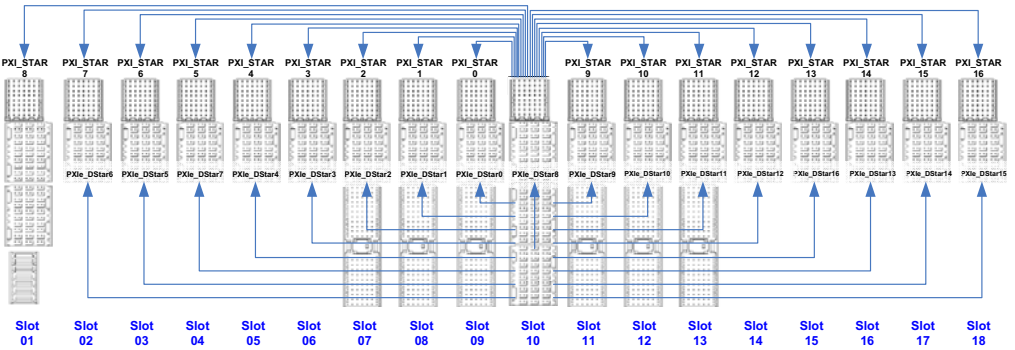 PXI_STAR PXI_STAR PXI_STAR PXI_STAR PXI_STAR PXI_STAR PXI_STAR PXI_STAR PXI_STAR PXI_STAR PXI_STAR PXI_STAR PXI_STAR PXI_STAR PXI_STAR PXI_STAR PXI_STAR
8 7 6 5 4 3 2 1 0 9 10 11 12 13 14 15 16
PXIe_DStar6 PXIe_DStar5 PXIe_DStar7 PXIe_DStar4 PXIe_DStar3 PXIe_DStar2 PXIe_DStar1 PXIe_DStar0 PXIe_DStar8 PXIe_DStar9 PXIe_DStar10 PXIe_DStar11 PXIe_DStar12 PXIe_DStar16 PXIe_DStar13 PXIe_DStar14 PXIe_DStar15
Slot Slot Slot Slot Slot Slot Slot Slot Slot Slot Slot Slot Slot Slot Slot Slot Slot Slot
01 02 03 04 05 06 07 08 09 10 11 12 13 14 15 16 17 18